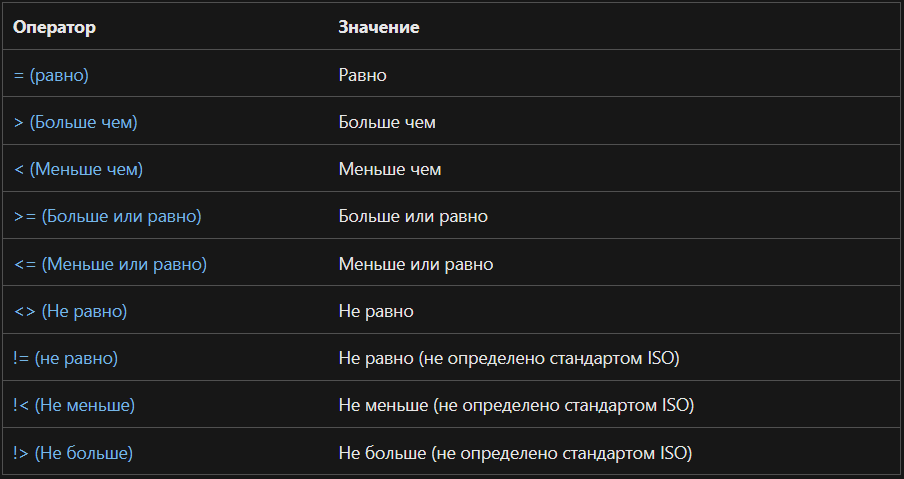 Оператор Значение
= (равно) Равно
> (Больше чем) Больше чем
< (Меньше чем) Меньше чем
>= (Больше или равно) Больше или равно
<= (Меньше или равно) Меньше или равно
<> (Не равно) Не равно
!= (не равно) Не равно (не определено стандартом ISO)
!< (Не меньше) Не меньше (не определено стандартом ISO)
!> (Не больше) Не больше (не определено стандартом ISO)